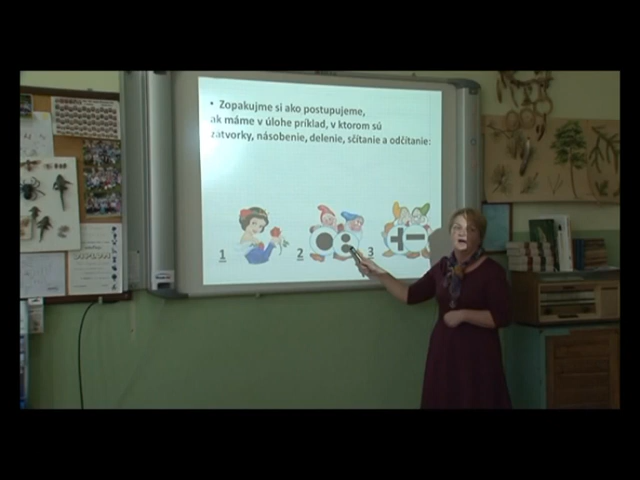 • Zopakujme si ako postupujeme,
ak máme v úlohe príklad, v ktorom sú
zátvorky, násobenie, delenie, sčítanie a odčítanie:
1 2 3